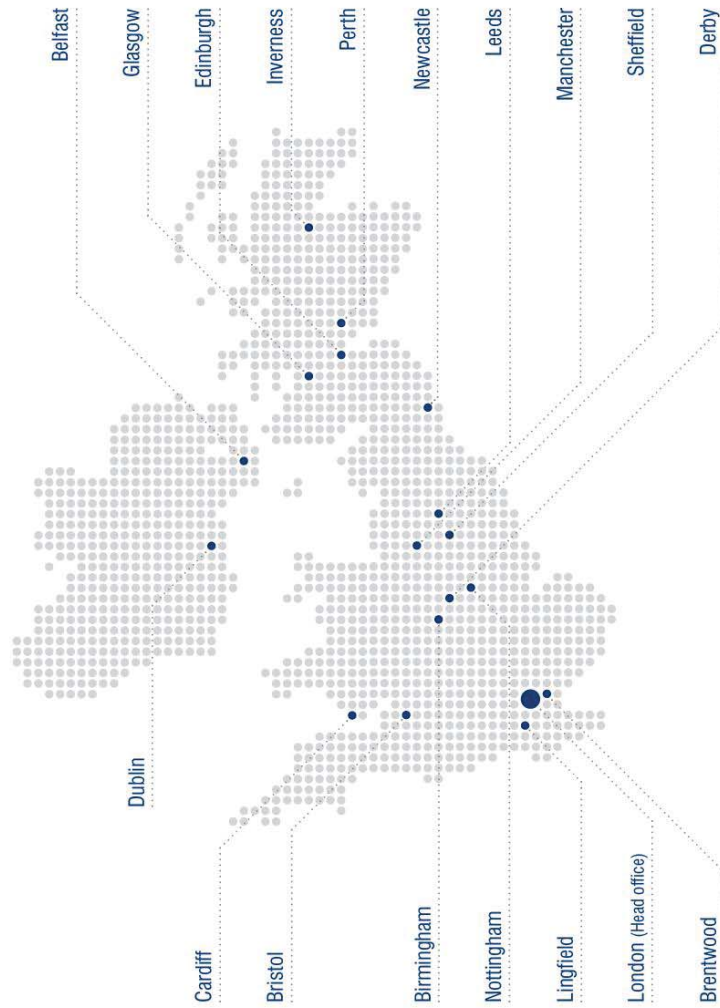 Belfast
Glasgow
Edinburgh
Inverness
Perth
Newcastle
Leeds
Manchester
Sheffield
Derby
Dublin
Cardiff
Bristol
Birmingham
Nottingham
Lingfield
London (Head office)
Brentwood